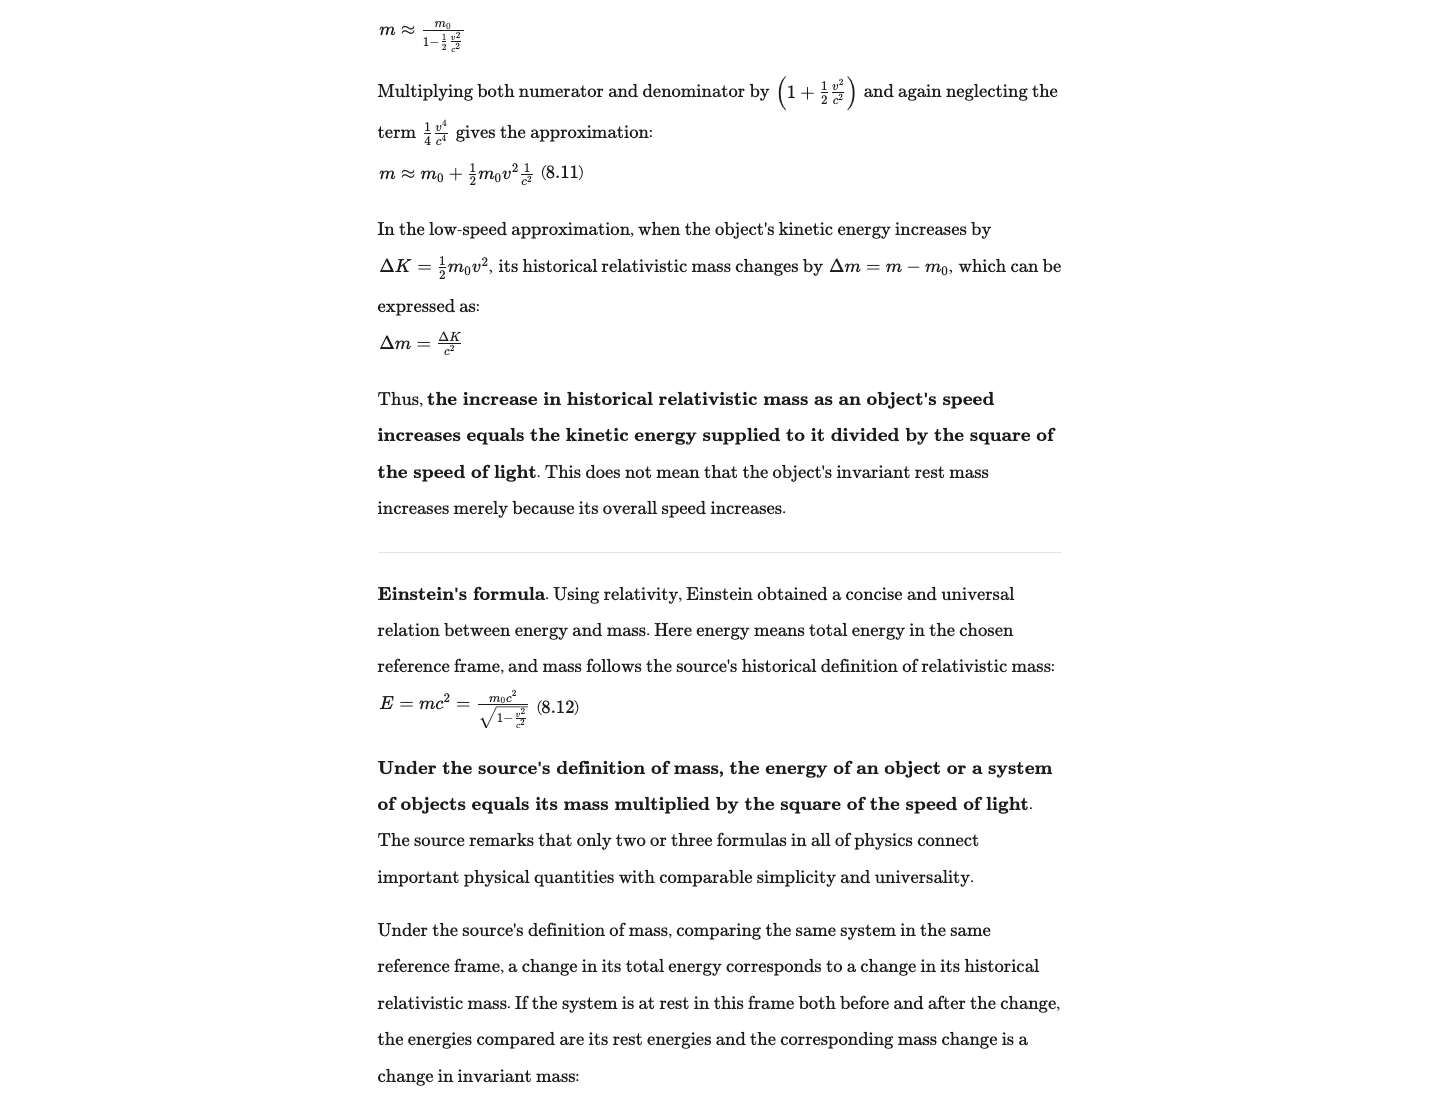 m ≈ m₀ / (1 − ½ v²/c²)
Multiplying both numerator and denominator by (1 + ½ v²/c²) and again neglecting the
term ¼ v⁴/c⁴ gives the approximation:
m ≈ m₀ + ½ m₀v² 1/c² (8.11)
In the low-speed approximation, when the object's kinetic energy increases by
ΔK = ½ m₀v², its historical relativistic mass changes by Δm = m − m₀, which can be
expressed as:
Δm = ΔK/c²
Thus, the increase in historical relativistic mass as an object's speed
increases equals the kinetic energy supplied to it divided by the square of
the speed of light. This does not mean that the object's invariant rest mass
increases merely because its overall speed increases.
Einstein's formula. Using relativity, Einstein obtained a concise and universal
relation between energy and mass. Here energy means total energy in the chosen
reference frame, and mass follows the source's historical definition of relativistic mass:
E = mc² = m₀c² / √(1 − v²/c²) (8.12)
Under the source's definition of mass, the energy of an object or a system
of objects equals its mass multiplied by the square of the speed of light.
The source remarks that only two or three formulas in all of physics connect
important physical quantities with comparable simplicity and universality.
Under the source's definition of mass, comparing the same system in the same
reference frame, a change in its total energy corresponds to a change in its historical
relativistic mass. If the system is at rest in this frame both before and after the change,
the energies compared are its rest energies and the corresponding mass change is a
change in invariant mass: